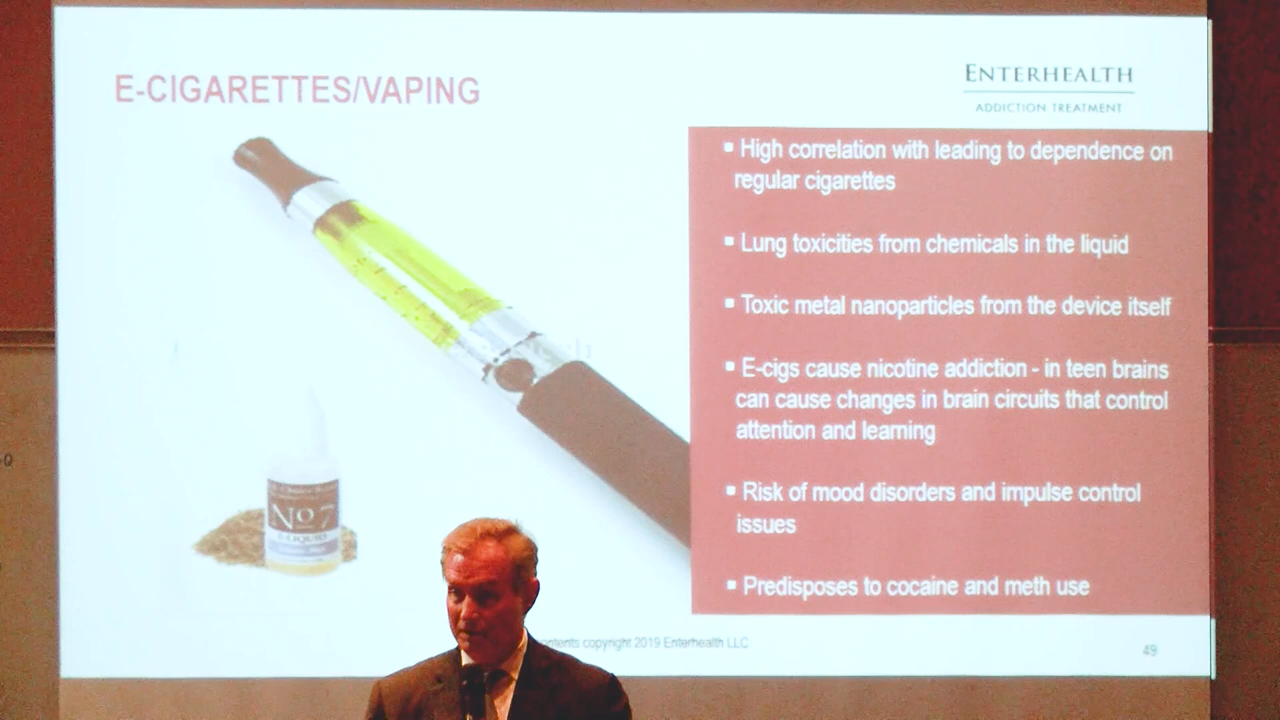 E-CIGARETTES/VAPING
ENTERHEALTH
ADDICTION TREATMENT
▪ High correlation with leading to dependence on
regular cigarettes
▪ Lung toxicities from chemicals in the liquid
▪ Toxic metal nanoparticles from the device itself
▪ E-cigs cause nicotine addiction - in teen brains
can cause changes in brain circuits that control
attention and learning
▪ Risk of mood disorders and impulse control
issues
▪ Predisposes to cocaine and meth use
No 7
E-LIQUID
copyright 2019 Enterhealth LLC
49